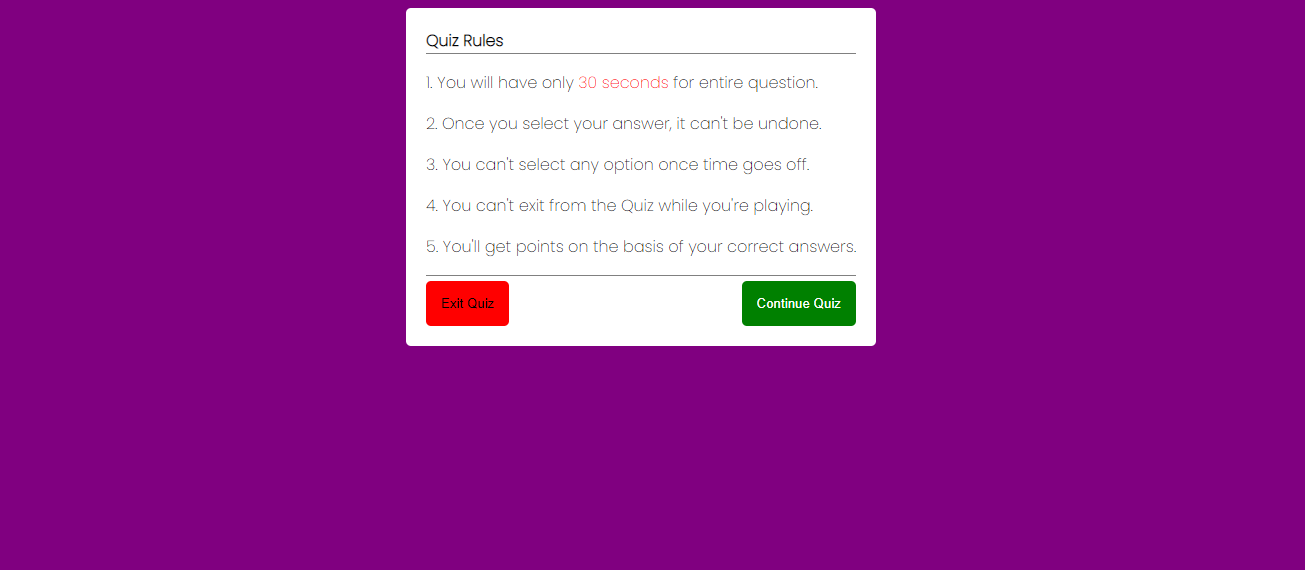 Quiz Rules
1. You will have only 30 seconds for entire question.
2. Once you select your answer, it can't be undone.
3. You can't select any option once time goes off.
4. You can't exit from the Quiz while you're playing.
5. You'll get points on the basis of your correct answers.
Exit Quiz
Continue Quiz